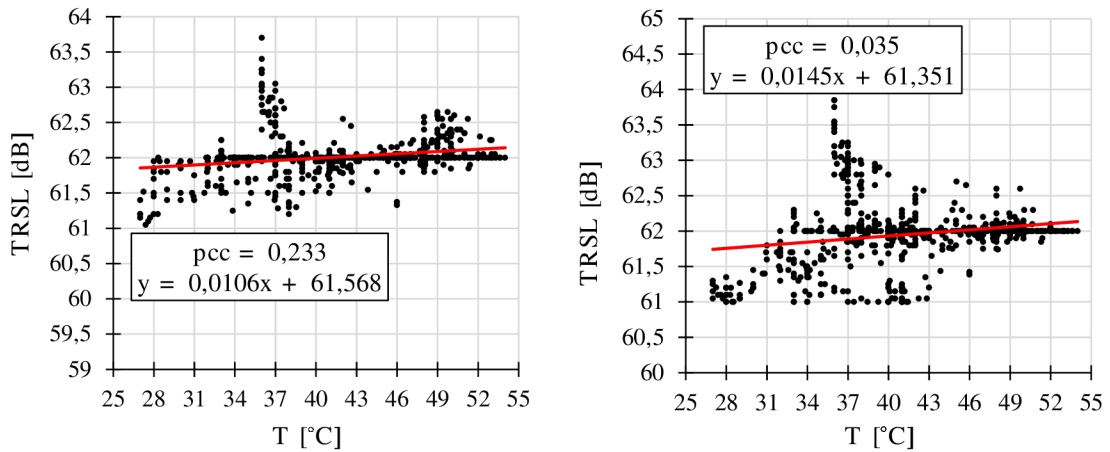 64
63,5
63
62,5
62
61,5
61
60,5
60
59,5
59
TRSL [dB]
pcc = 0,233
y = 0,0106x + 61,568
25 28 31 34 37 40 43 46 49 52 55
T [°C]
65
64,5
64
63,5
63
62,5
62
61,5
61
60,5
60
TRSL [dB]
pcc = 0,035
y = 0,0145x + 61,351
25 28 31 34 37 40 43 46 49 52 55
T [°C]